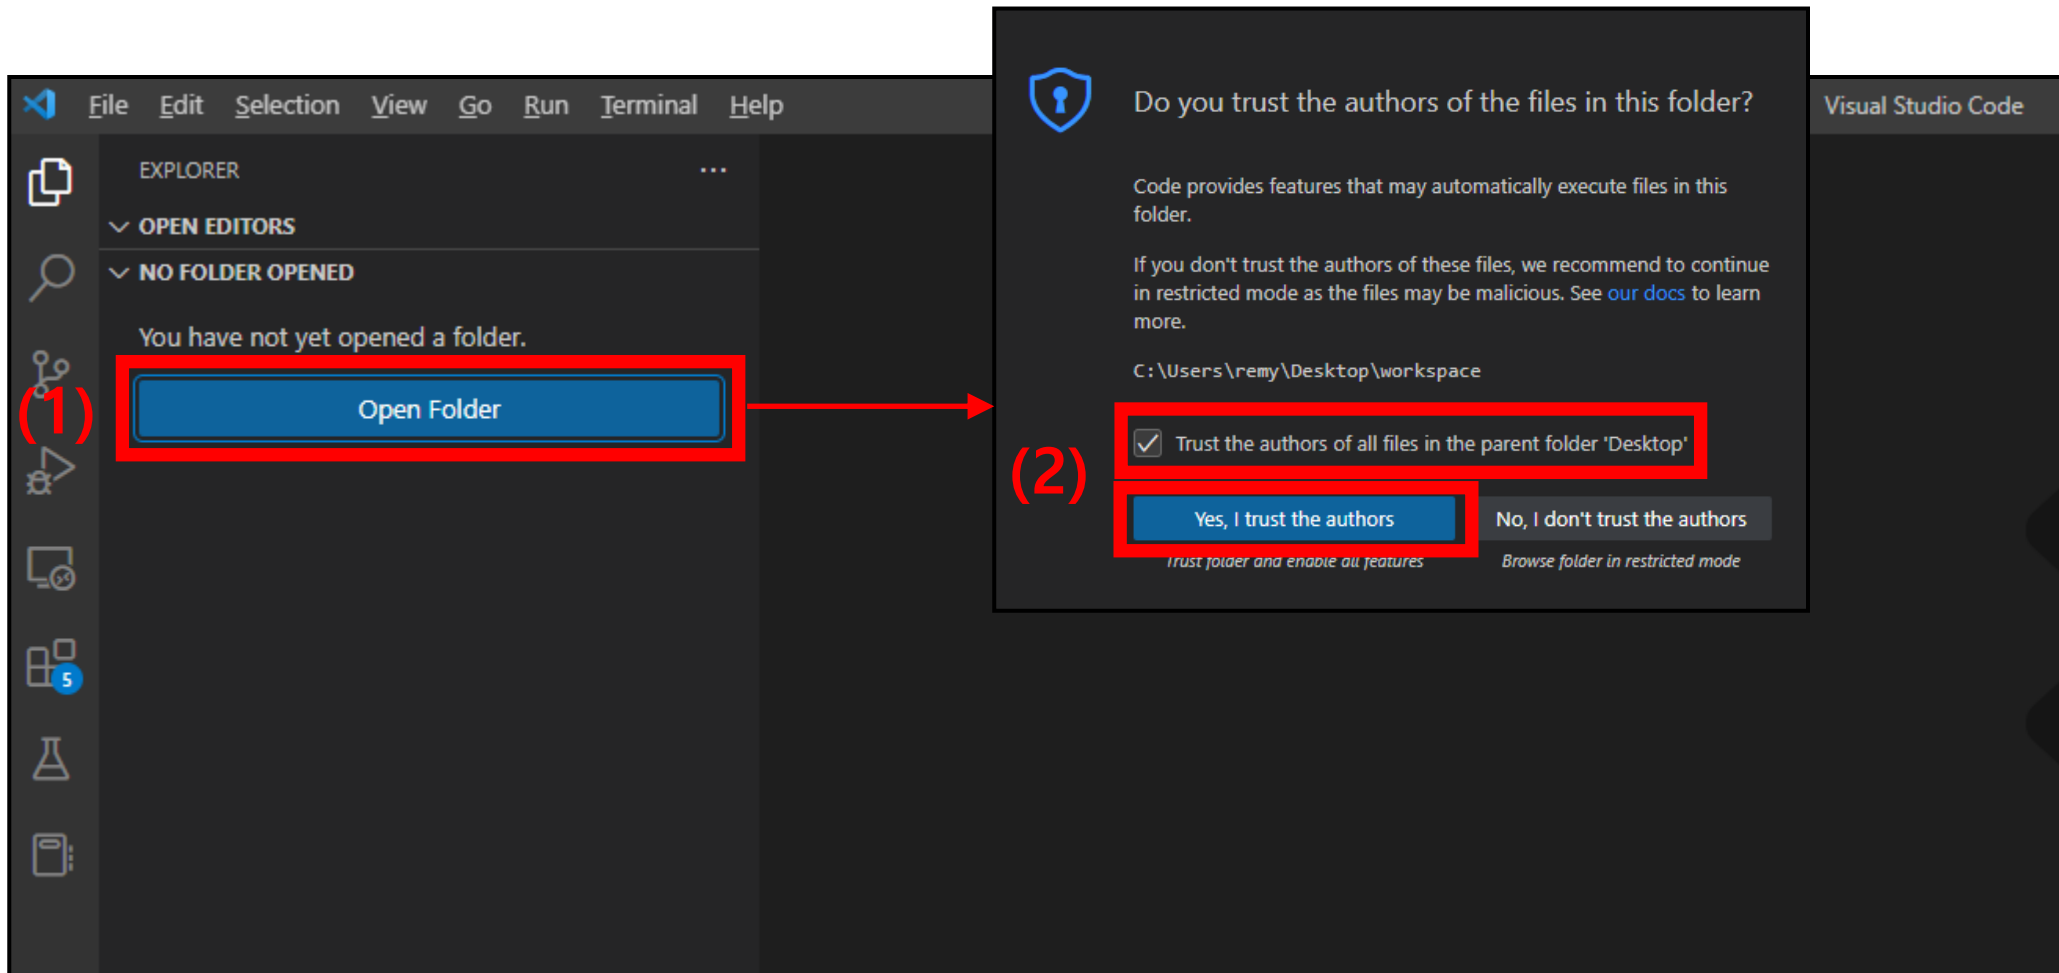 File Edit Selection View Go Run Terminal Help
Visual Studio Code
EXPLORER ...
OPEN EDITORS
NO FOLDER OPENED
You have not yet opened a folder.
(1)
Open Folder
5
Do you trust the authors of the files in this folder?
Code provides features that may automatically execute files in this
folder.
If you don't trust the authors of these files, we recommend to continue
in restricted mode as the files may be malicious. See our docs to learn
more.
C:\Users\remy\Desktop\workspace
Trust the authors of all files in the parent folder 'Desktop'
(2)
Yes, I trust the authors No, I don't trust the authors
Trust folder and enable all features Browse folder in restricted mode